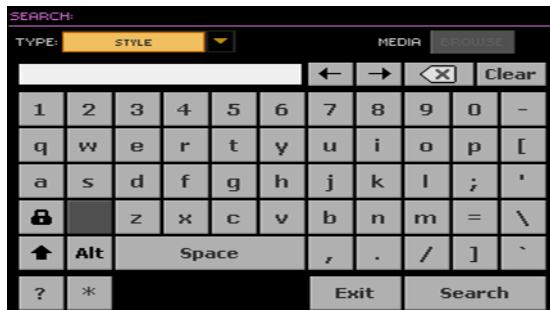 SEARCH:
TYPE: STYLE MEDIA BROWSE
← → Clear
1 2 3 4 5 6 7 8 9 0 -
q w e r t y u i o p [
a s d f g h j k l ; '
z x c v b n m = \
Alt Space , . / ] `
? * Exit Search